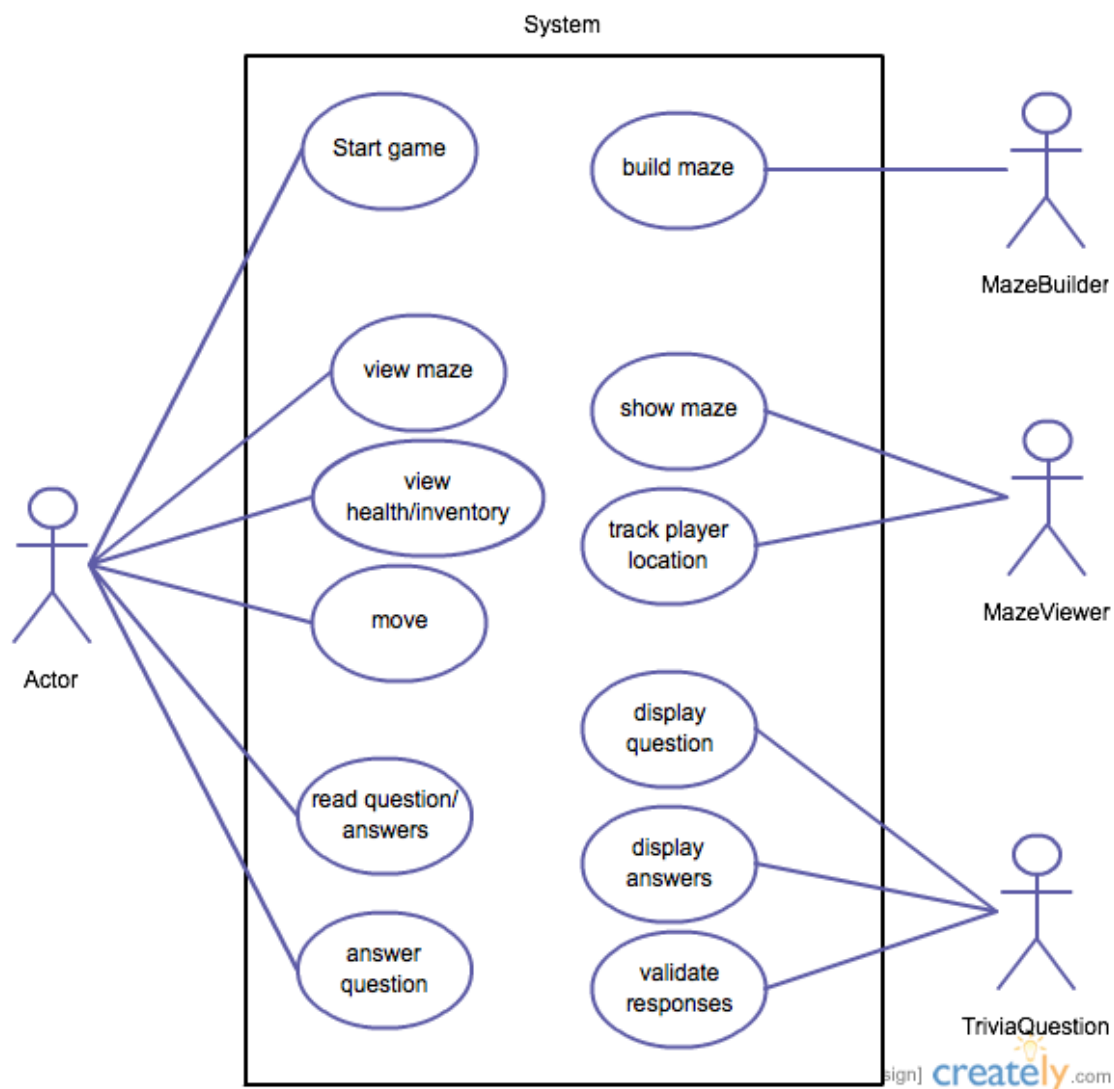 System
Start game
build maze
MazeBuilder
view maze
show maze
view
health/inventory
track player
location
move
MazeViewer
Actor
display
question
read question/
answers
display
answers
answer
question
validate
responses
TriviaQuestion
sign] creately.com